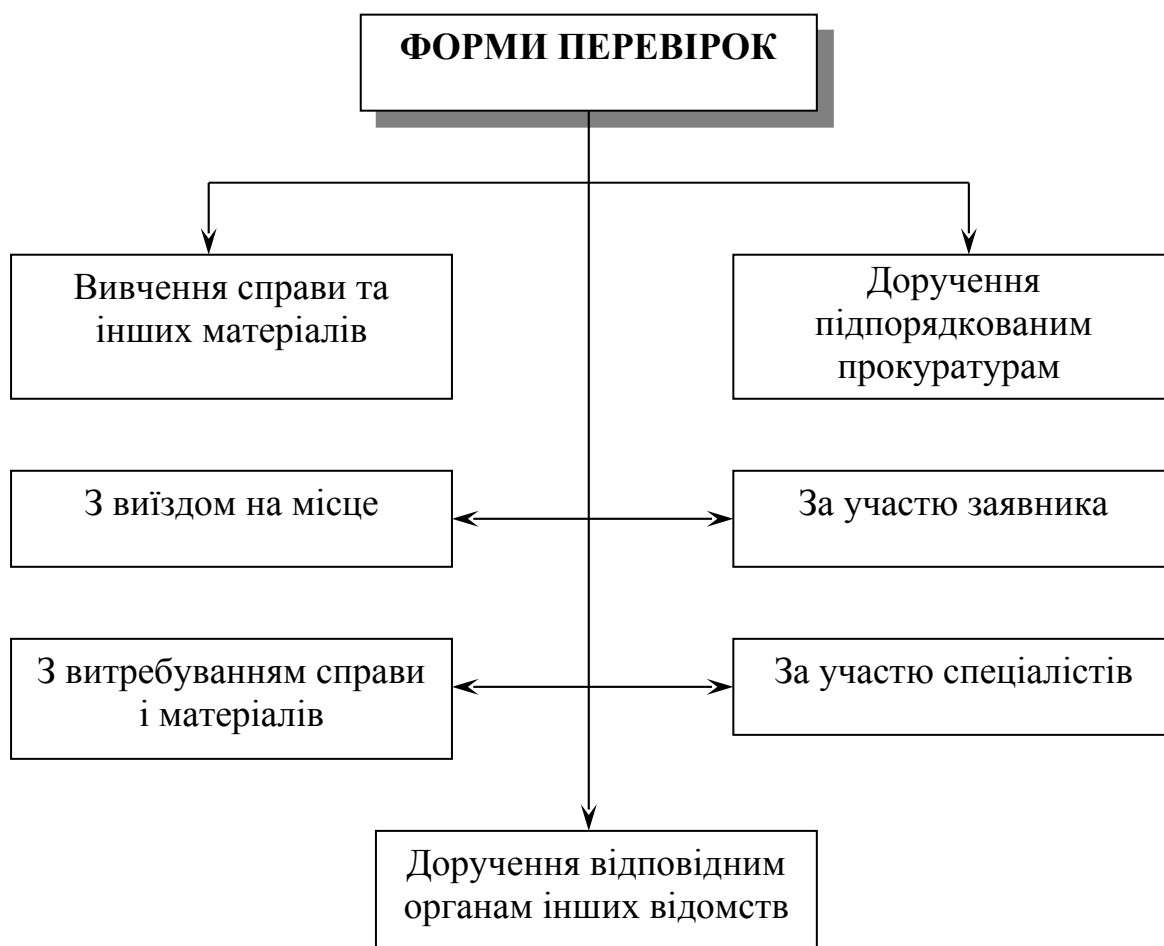 ФОРМИ ПЕРЕВІРОК
Вивчення справи та
інших матеріалів
Доручення
підпорядкованим
прокуратурам
З виїздом на місце
За участю заявника
З витребуванням справи
і матеріалів
За участю спеціалістів
Доручення відповідним
органам інших відомств